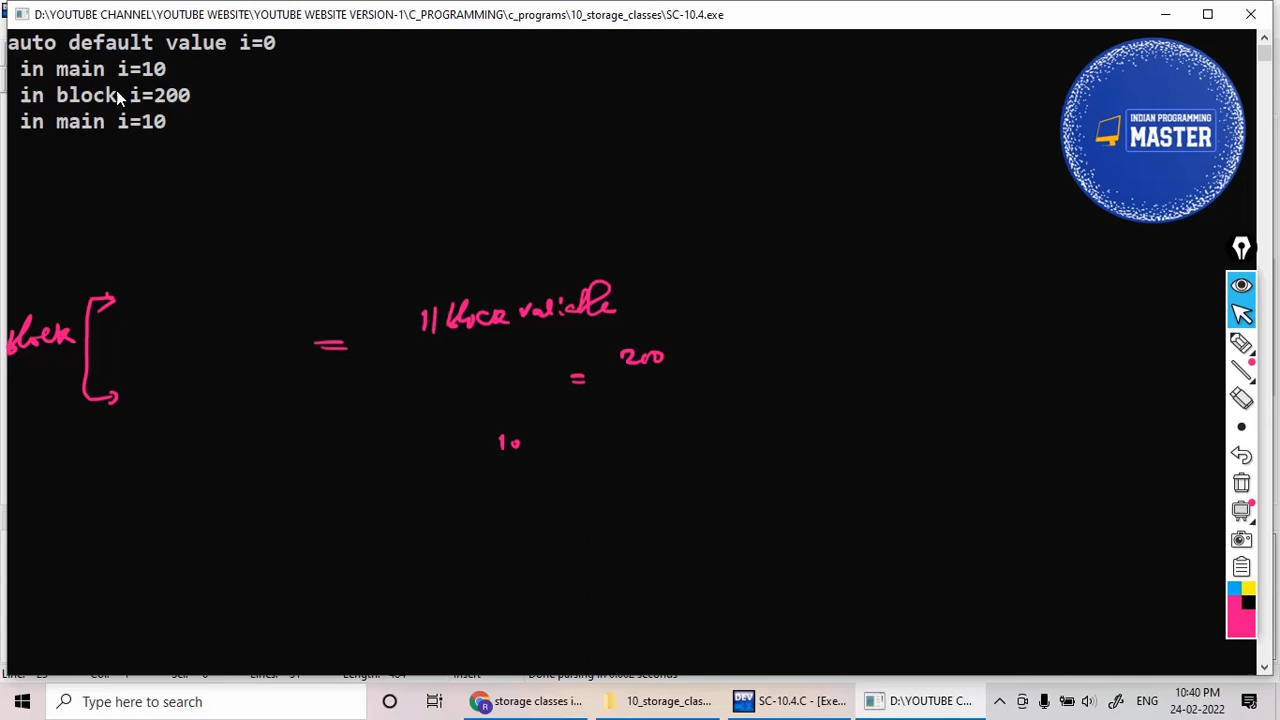 D:\YOUTUBE CHANNEL\YOUTUBE WEBSITE\YOUTUBE WEBSITE VERSION-1\C_PROGRAMMING\c_programs\10_storage_classes\SC-10.4.exe
auto default value i=0
in main i=10
in block i=200
in main i=10
INDIAN PROGRAMMING
MASTER
// block variable
block
=
200
=
10
Type here to search
storage classes i...
10_storage_clas...
DEV
SC-10.4.C - [Exe...
D:\YOUTUBE C...
ENG
10:40 PM
24-02-2022